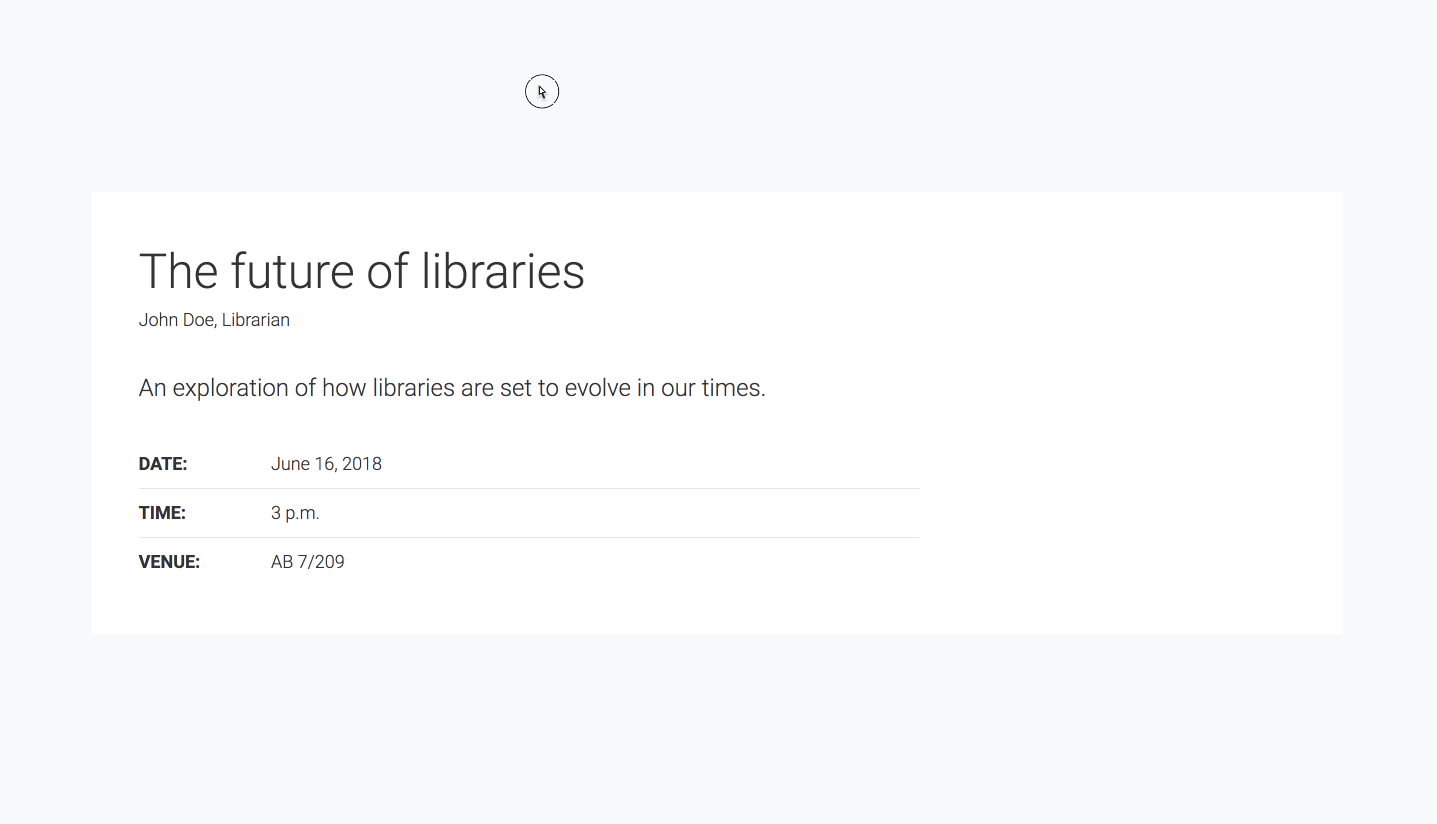 The future of libraries
John Doe, Librarian
An exploration of how libraries are set to evolve in our times.
DATE: June 16, 2018
TIME: 3 p.m.
VENUE: AB 7/209